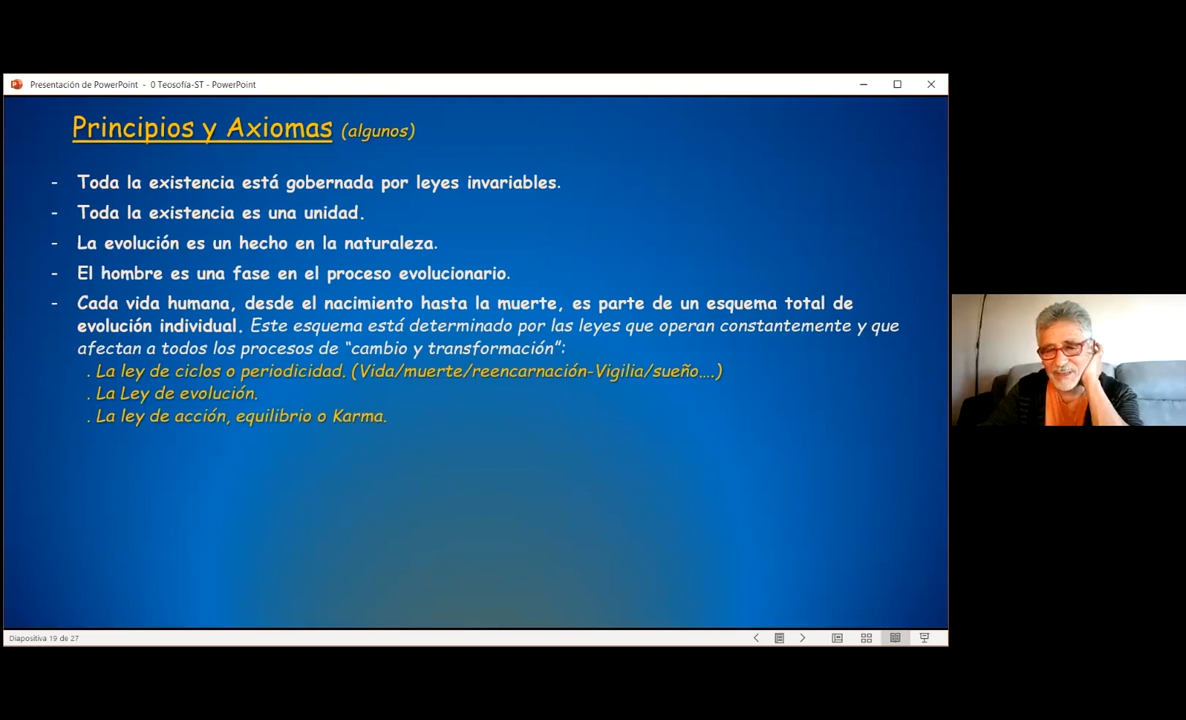 Presentación de PowerPoint - 0 Teosofía-ST - PowerPoint
Principios y Axiomas (algunos)
- Toda la existencia está gobernada por leyes invariables.
- Toda la existencia es una unidad.
- La evolución es un hecho en la naturaleza.
- El hombre es una fase en el proceso evolucionario.
- Cada vida humana, desde el nacimiento hasta la muerte, es parte de un esquema total de
evolución individual. Este esquema está determinado por las leyes que operan constantemente y que
afectan a todos los procesos de "cambio y transformación":
. La ley de ciclos o periodicidad. (Vida/muerte/reencarnación-Vigilia/sueño....)
. La Ley de evolución.
. La ley de acción, equilibrio o Karma.
Diapositiva 19 de 27